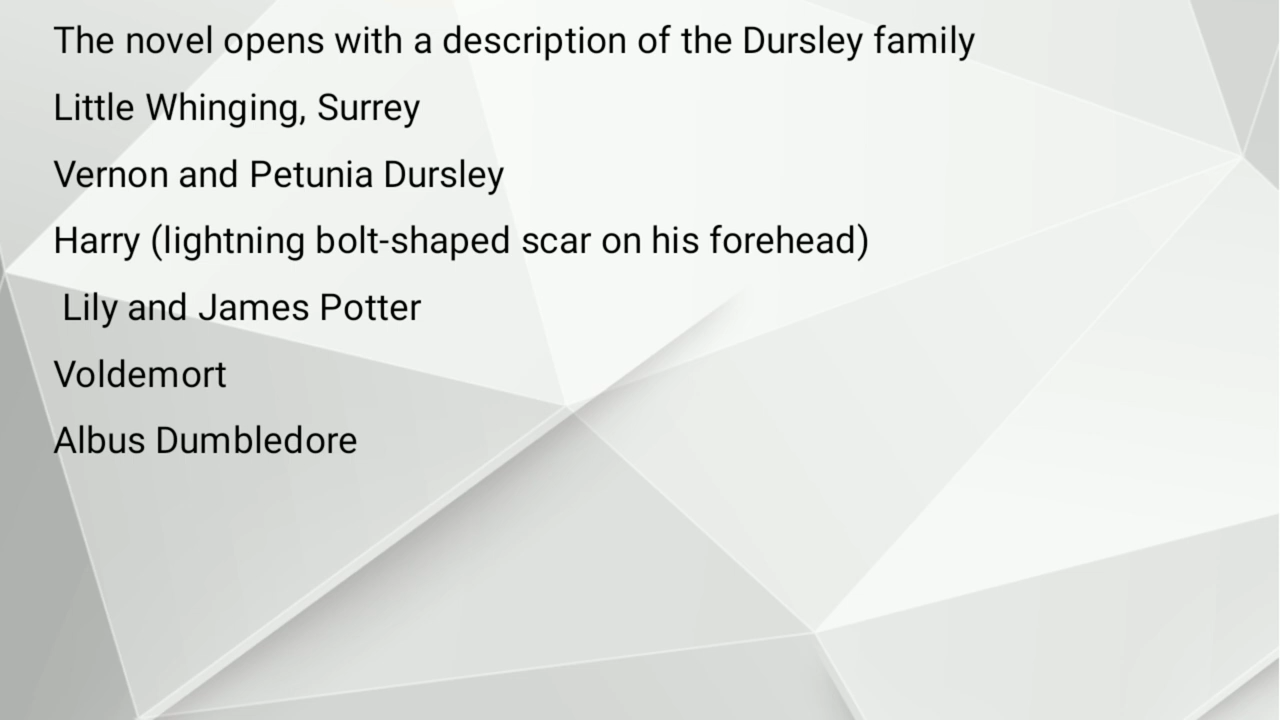 The novel opens with a description of the Dursley family
Little Whinging, Surrey
Vernon and Petunia Dursley
Harry (lightning bolt-shaped scar on his forehead)
Lily and James Potter
Voldemort
Albus Dumbledore